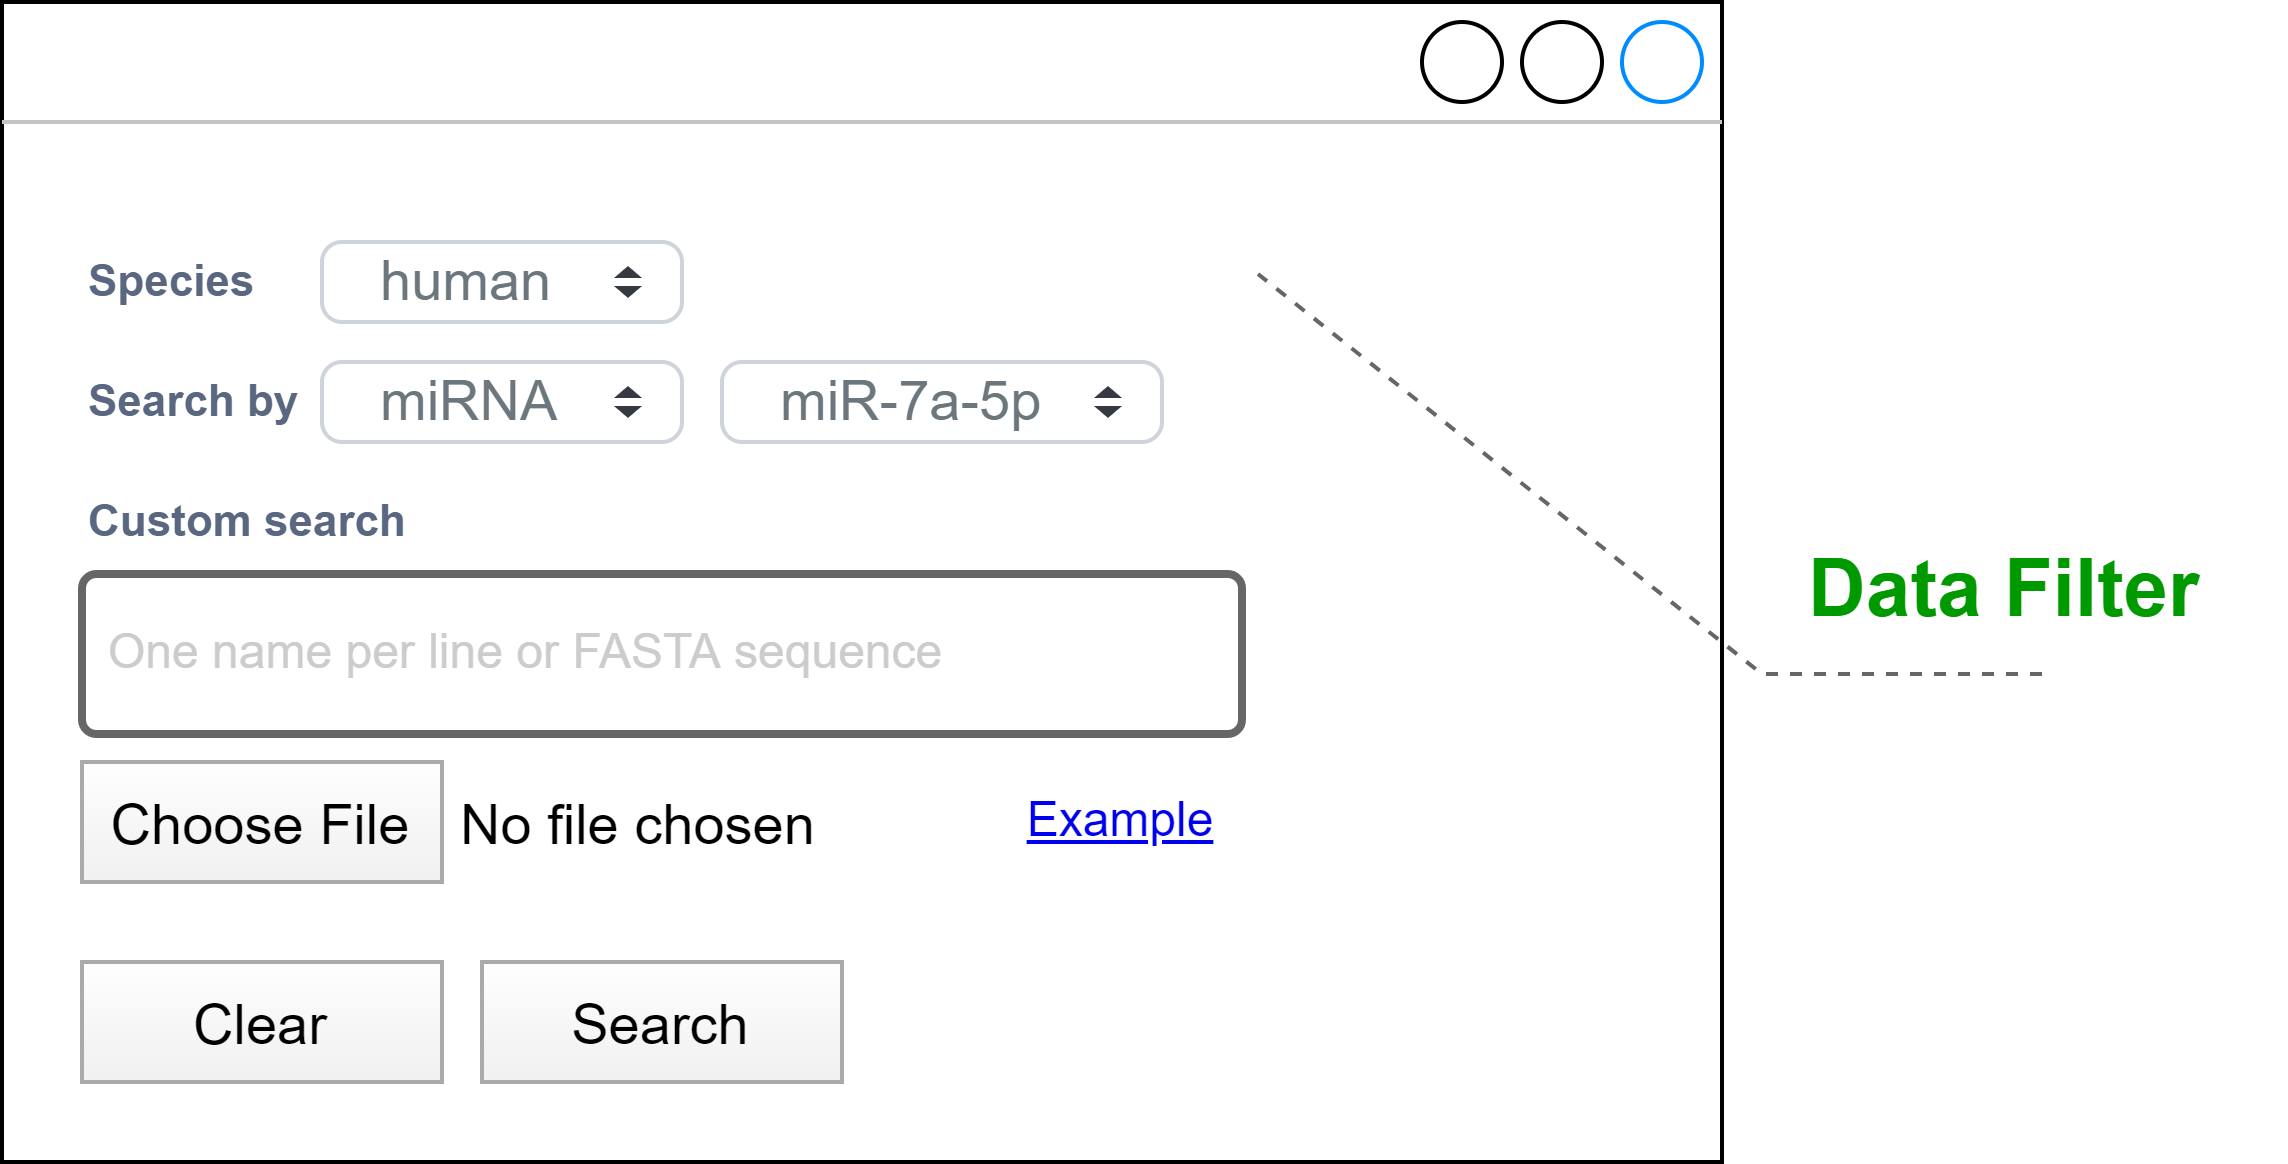 Species human
Search by miRNA miR-7a-5p
Custom search
One name per line or FASTA sequence
Data Filter
Choose File No file chosen Example
Clear Search